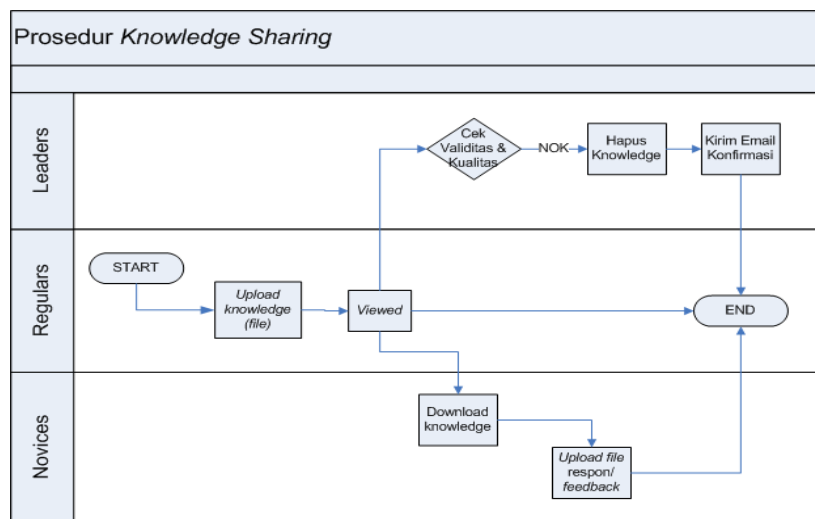 Prosedur Knowledge Sharing
Leaders
Cek
Validitas &
Kualitas
NOK
Hapus
Knowledge
Kirim Email
Konfirmasi
Regulars
START
Upload
knowledge
(file)
Viewed
END
Novices
Download
knowledge
Upload file
respon/
feedback